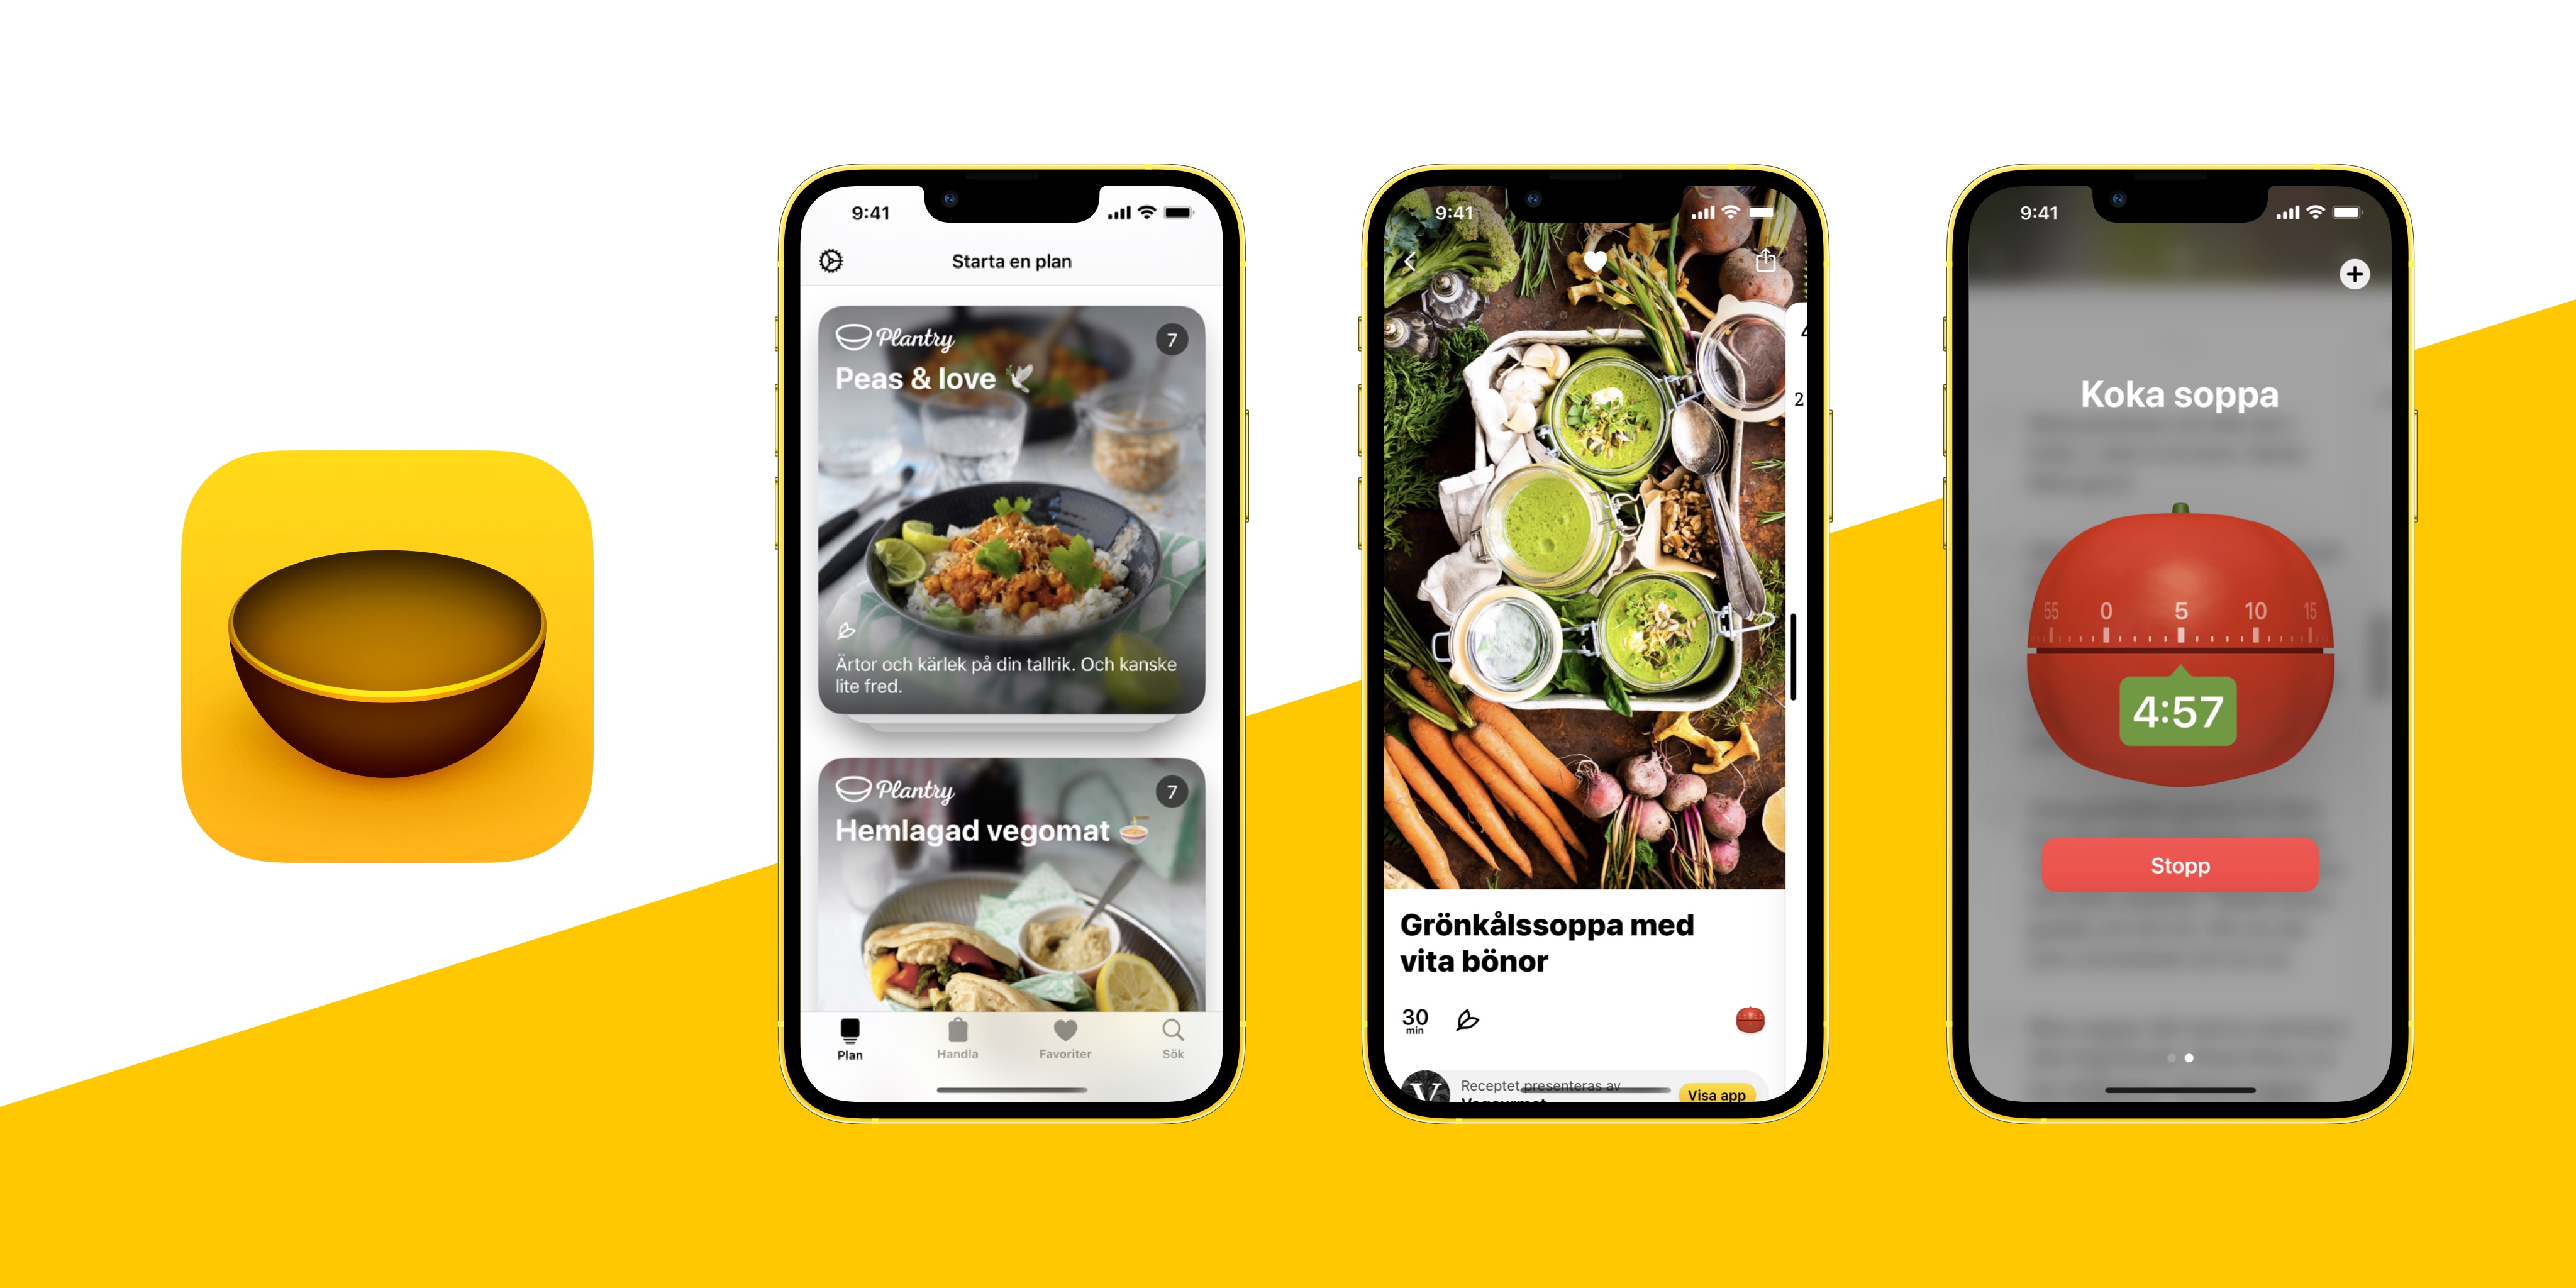 9:41
Starta en plan
Plantry
7
Peas & love
Ärtor och kärlek på din tallrik. Och kanske
lite fred.
Plantry
7
Hemlagad vegomat
Plan
Handla
Favoriter
Sök
9:41
2
Grönkålssoppa med
vita bönor
30
min
Receptet presenteras av
V
Visa app
9:41
Koka soppa
55 0 5 10 15
4:57
Stopp